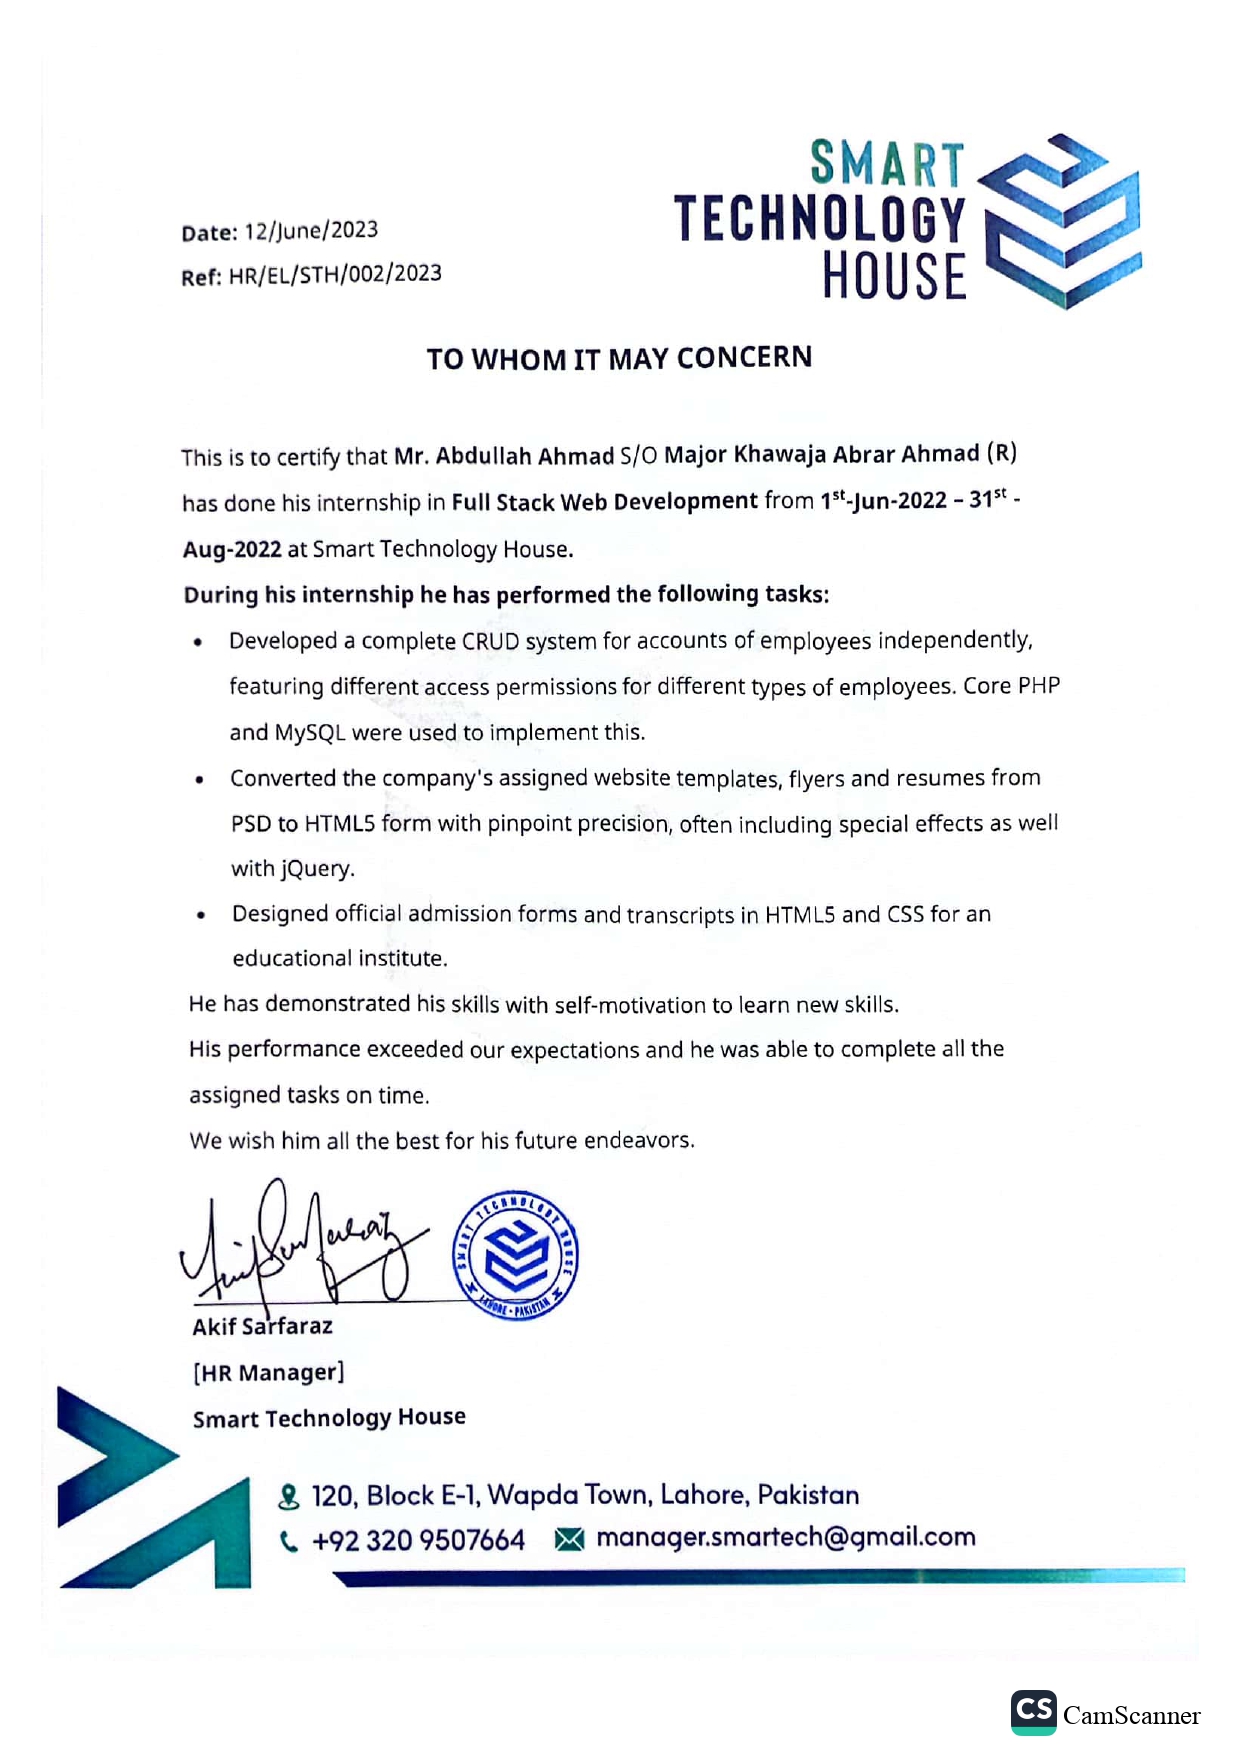 SMART
TECHNOLOGY
HOUSE
Date: 12/June/2023
Ref: HR/EL/STH/002/2023
TO WHOM IT MAY CONCERN
This is to certify that Mr. Abdullah Ahmad S/O Major Khawaja Abrar Ahmad (R)
has done his internship in Full Stack Web Development from 1st-Jun-2022 – 31st -
Aug-2022 at Smart Technology House.
During his internship he has performed the following tasks:
• Developed a complete CRUD system for accounts of employees independently,
featuring different access permissions for different types of employees. Core PHP
and MySQL were used to implement this.
• Converted the company's assigned website templates, flyers and resumes from
PSD to HTML5 form with pinpoint precision, often including special effects as well
with jQuery.
• Designed official admission forms and transcripts in HTML5 and CSS for an
educational institute.
He has demonstrated his skills with self-motivation to learn new skills.
His performance exceeded our expectations and he was able to complete all the
assigned tasks on time.
We wish him all the best for his future endeavors.
Akif Sarfaraz
SMART TECHNOLOGY HOUSE
LAHORE - PAKISTAN
Akif Sarfaraz
[HR Manager]
Smart Technology House
120, Block E-1, Wapda Town, Lahore, Pakistan
+92 320 9507664 manager.smartech@gmail.com
CS CamScanner